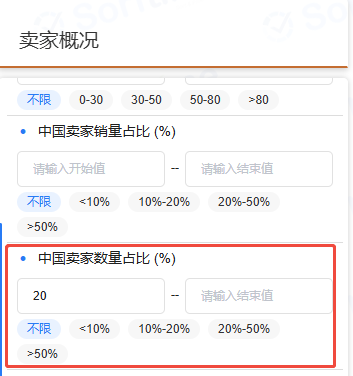 卖家概况
不限 0-30 30-50 50-80 >80
中国卖家销量占比 (%)
请输入开始值 -- 请输入结束值
不限 <10% 10%-20% 20%-50%
>50%
中国卖家数量占比 (%)
20 -- 请输入结束值
不限 <10% 10%-20% 20%-50%
>50%